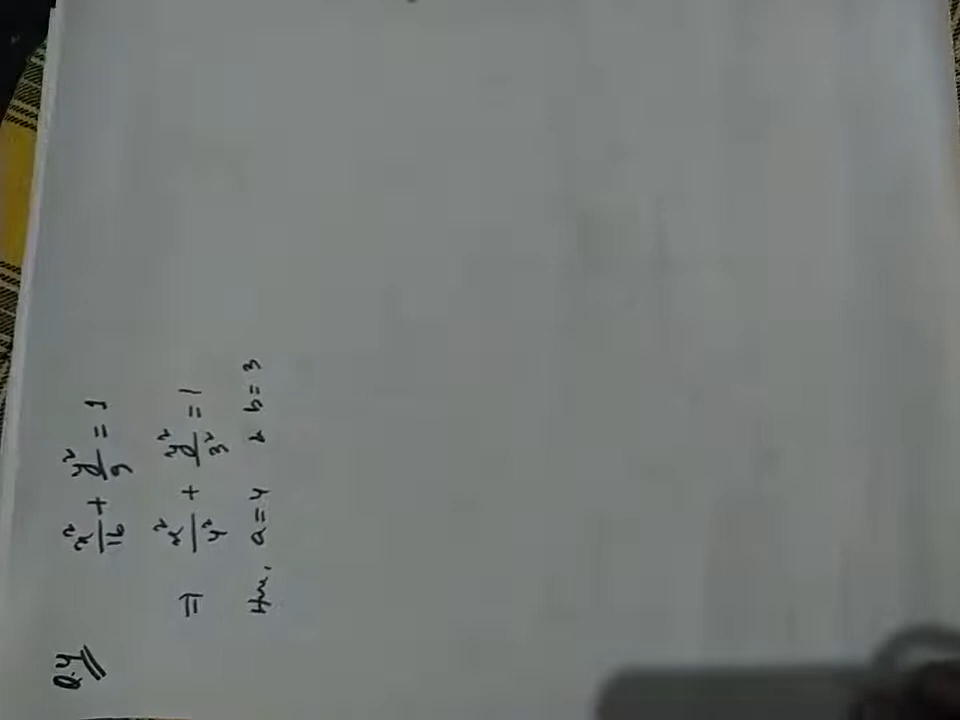 Q.4
x²/16 + y²/9 = 1
⇒ x²/4² + y²/3² = 1
Here, a = 4 & b = 3